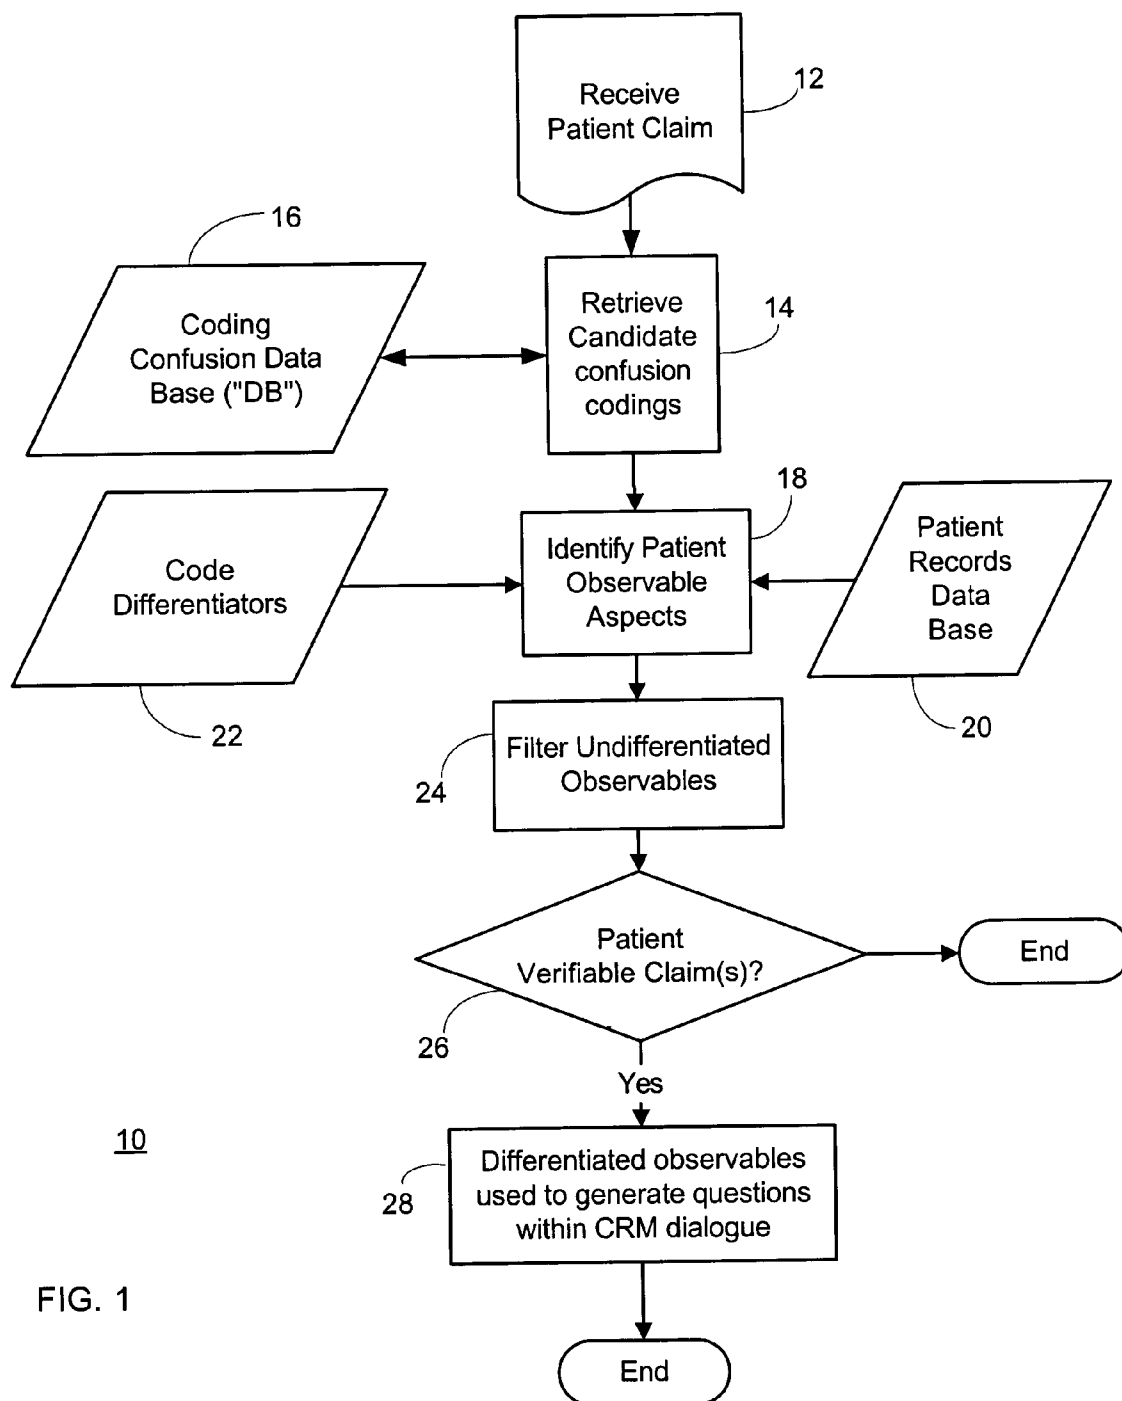 Receive
Patient Claim
12
16
Coding
Confusion Data
Base ("DB")
Retrieve
Candidate
confusion
codings
14
18
Code
Differentiators
22
Identify Patient
Observable
Aspects
Patient
Records
Data
Base
20
Filter Undifferentiated
Observables
24
Patient
Verifiable Claim(s)?
26
End
Yes
10
Differentiated observables
used to generate questions
within CRM dialogue
28
FIG. 1
End